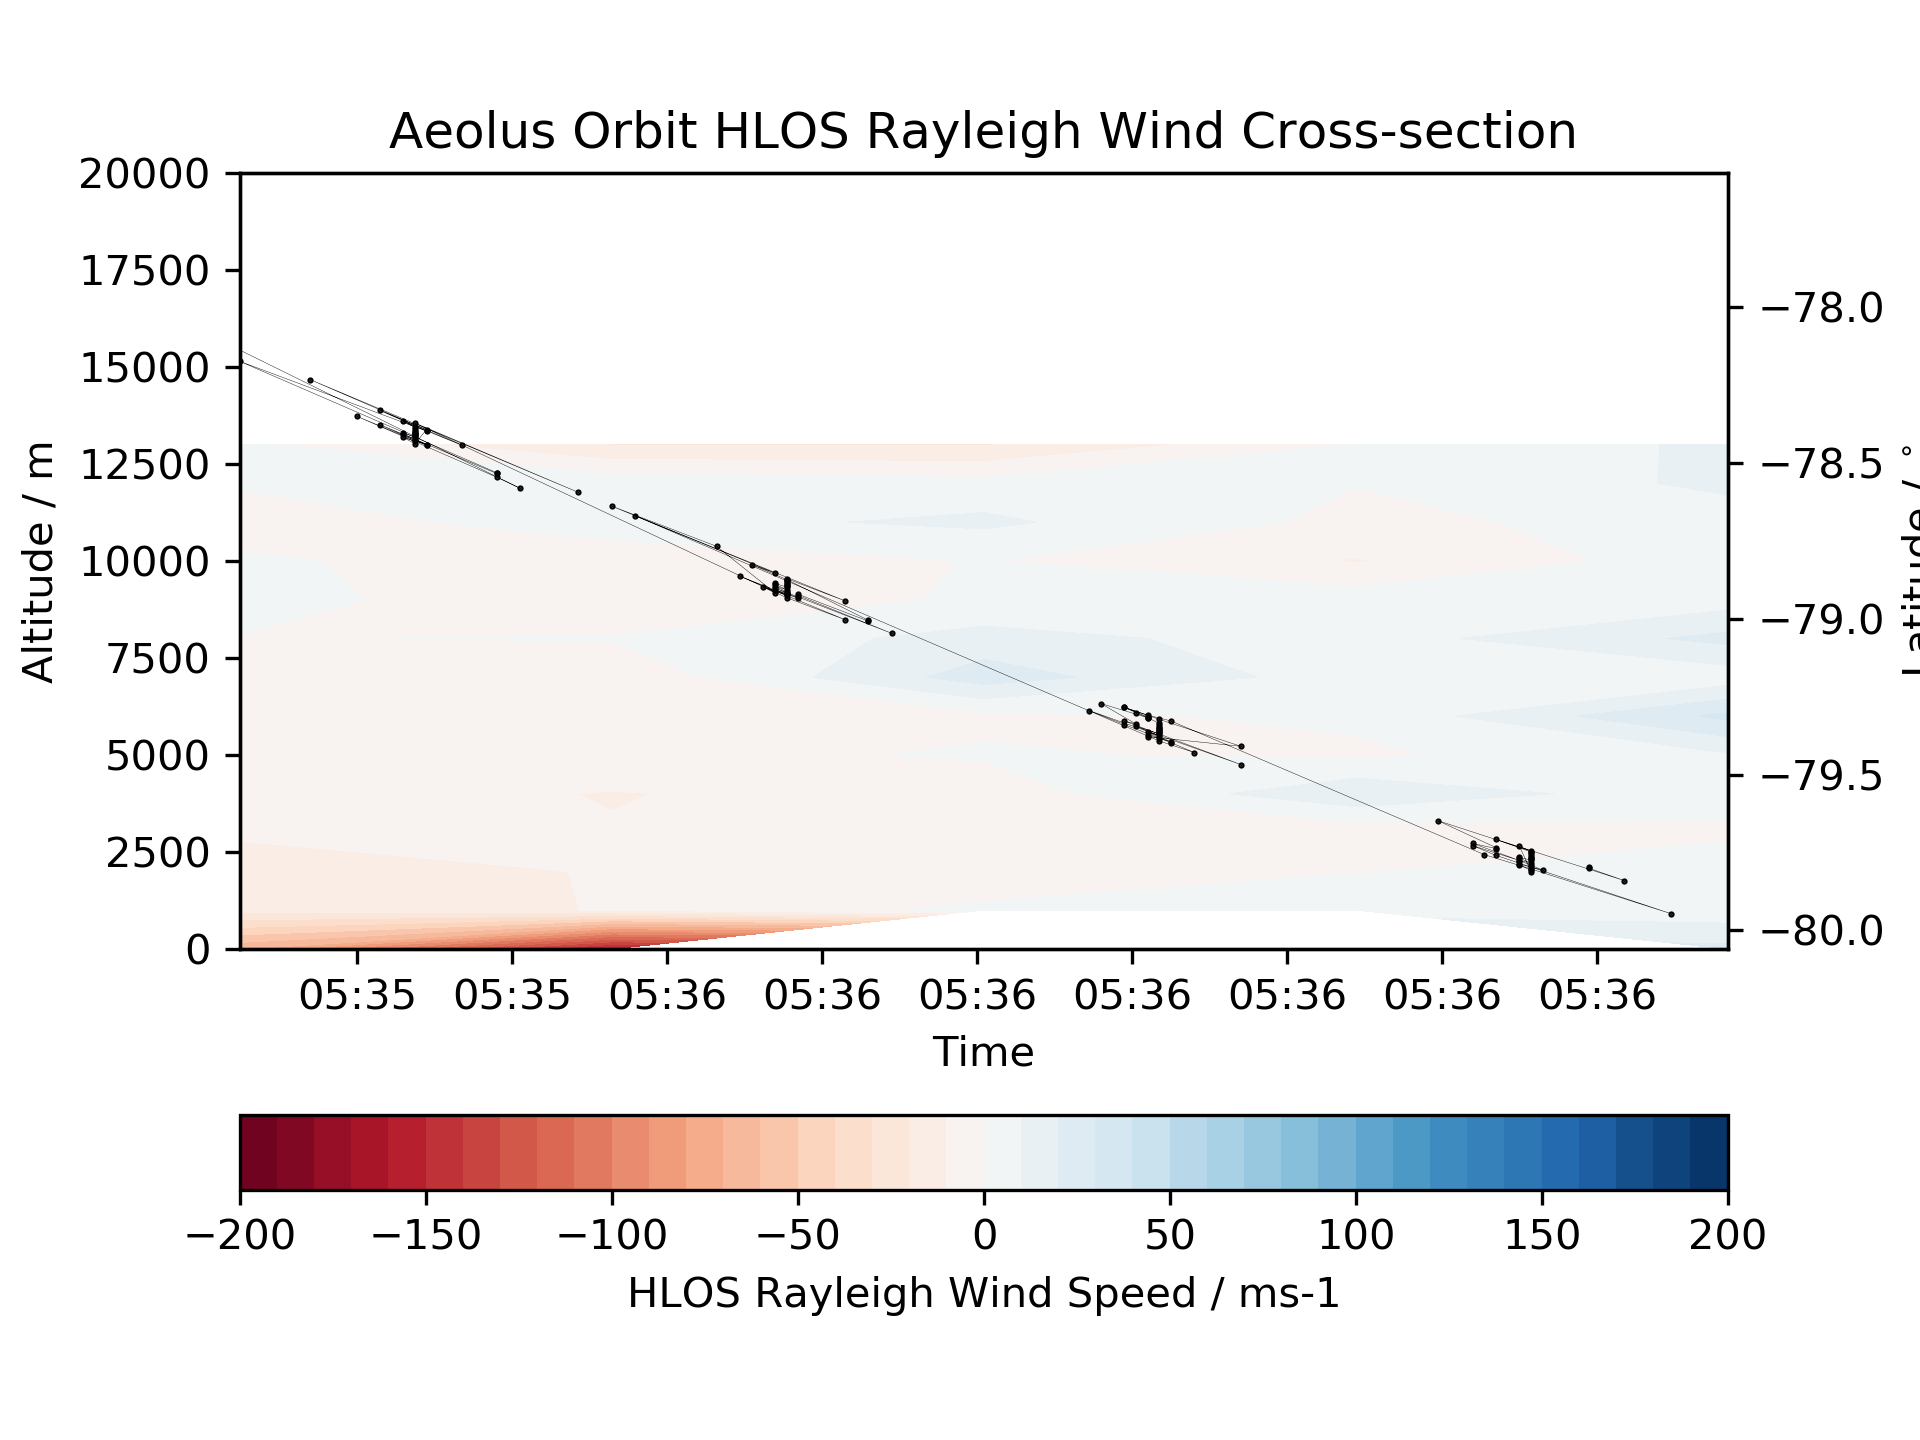 Aeolus Orbit HLOS Rayleigh Wind Cross-section
20000
17500
15000
12500
10000
7500
5000
2500
0
Altitude / m
−78.0
−78.5
−79.0
−79.5
−80.0
Latitude / °
05:35 05:35 05:36 05:36 05:36 05:36 05:36 05:36 05:36
Time
−200 −150 −100 −50 0 50 100 150 200
HLOS Rayleigh Wind Speed / ms-1